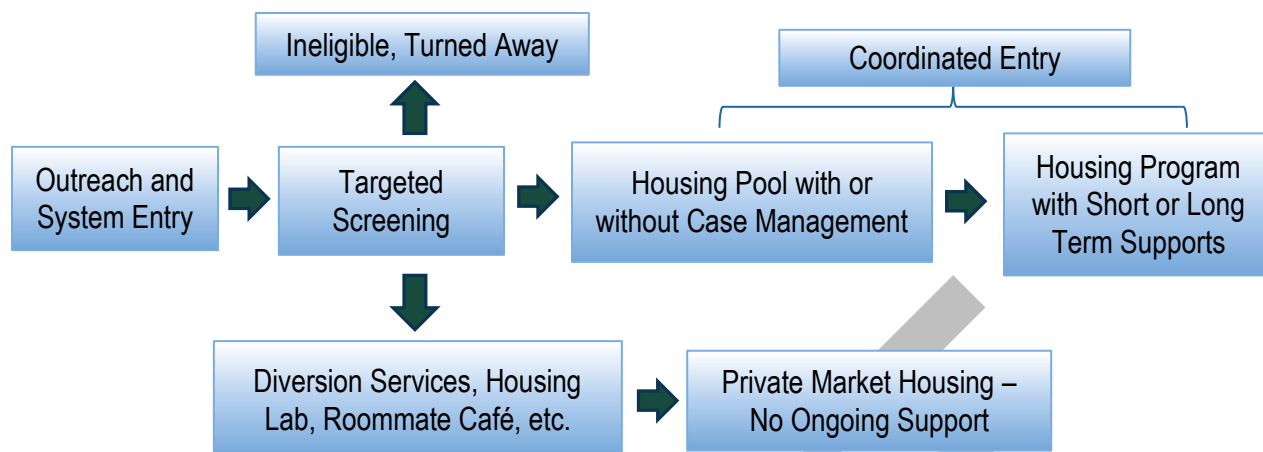 Ineligible, Turned Away
Coordinated Entry
Outreach and
System Entry
Targeted
Screening
Housing Pool with or
without Case Management
Housing Program
with Short or Long
Term Supports
Diversion Services, Housing
Lab, Roommate Café, etc.
Private Market Housing –
No Ongoing Support